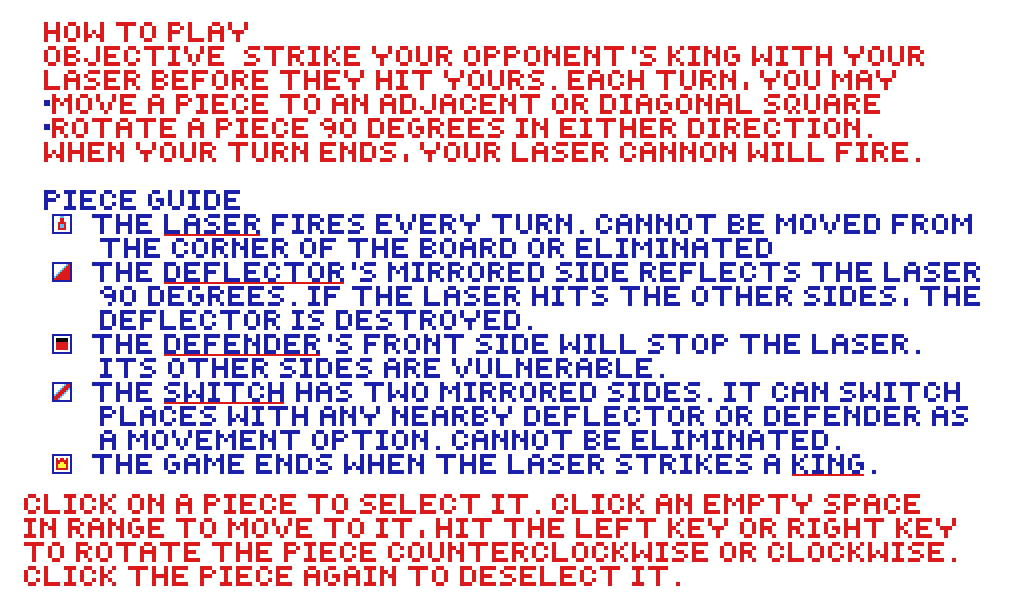 HOW TO PLAY
OBJECTIVE STRIKE YOUR OPPONENT'S KING WITH YOUR
LASER BEFORE THEY HIT YOURS. EACH TURN, YOU MAY
·MOVE A PIECE TO AN ADJACENT OR DIAGONAL SQUARE
·ROTATE A PIECE 90 DEGREES IN EITHER DIRECTION.
WHEN YOUR TURN ENDS, YOUR LASER CANNON WILL FIRE.
PIECE GUIDE
THE LASER FIRES EVERY TURN. CANNOT BE MOVED FROM
THE CORNER OF THE BOARD OR ELIMINATED
THE DEFLECTOR'S MIRRORED SIDE REFLECTS THE LASER
90 DEGREES. IF THE LASER HITS THE OTHER SIDES, THE
DEFLECTOR IS DESTROYED.
THE DEFENDER'S FRONT SIDE WILL STOP THE LASER.
ITS OTHER SIDES ARE VULNERABLE.
THE SWITCH HAS TWO MIRRORED SIDES. IT CAN SWITCH
PLACES WITH ANY NEARBY DEFLECTOR OR DEFENDER AS
A MOVEMENT OPTION. CANNOT BE ELIMINATED.
THE GAME ENDS WHEN THE LASER STRIKES A KING.
CLICK ON A PIECE TO SELECT IT. CLICK AN EMPTY SPACE
IN RANGE TO MOVE TO IT, HIT THE LEFT KEY OR RIGHT KEY
TO ROTATE THE PIECE COUNTERCLOCKWISE OR CLOCKWISE.
CLICK THE PIECE AGAIN TO DESELECT IT.